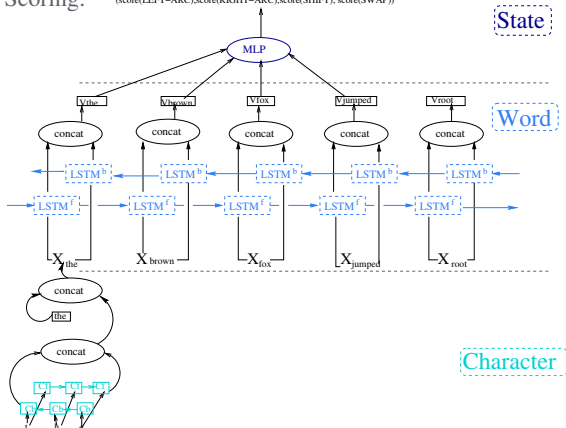 Scoring: (score(LEFT-ARC),score(RIGHT-ARC),score(SHIFT), score(SWAP))
State
MLP
Vthe Vbrown Vfox Vjumped Vroot
Word
concat concat concat concat concat
LSTM^b LSTM^b LSTM^b LSTM^b LSTM^b
LSTM^f LSTM^f LSTM^f LSTM^f LSTM^f
X the X brown X fox X jumped X root
concat
the
concat
Character
Cf Cf Cf
Cb Cb Cb